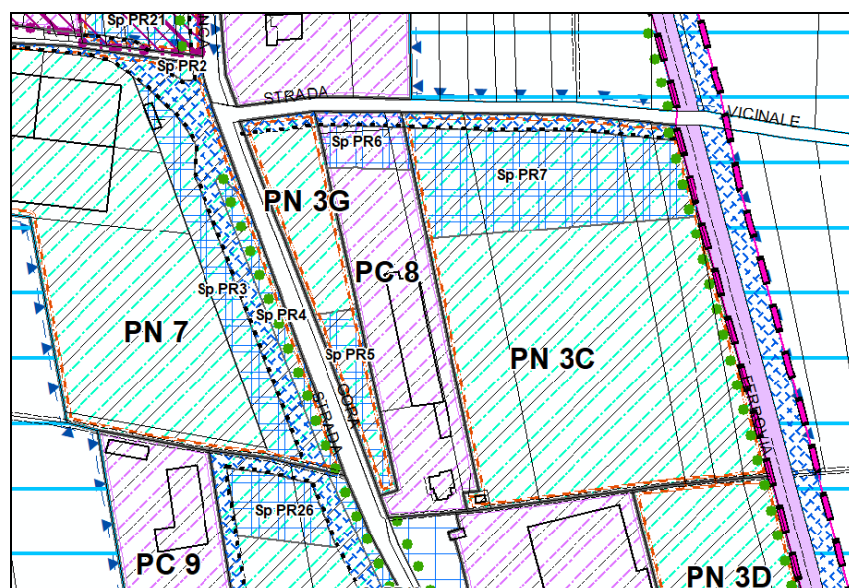 Sp PR21
Sp PR2
STRADA
VICINALE
Sp PR6
Sp PR7
PN 3G
PC 8
Sp PR3
Sp PR4
PN 7
Sp PR5
PN 3C
GORA
STRADA
FERROVIA
Sp PR26
PC 9
PN 3D